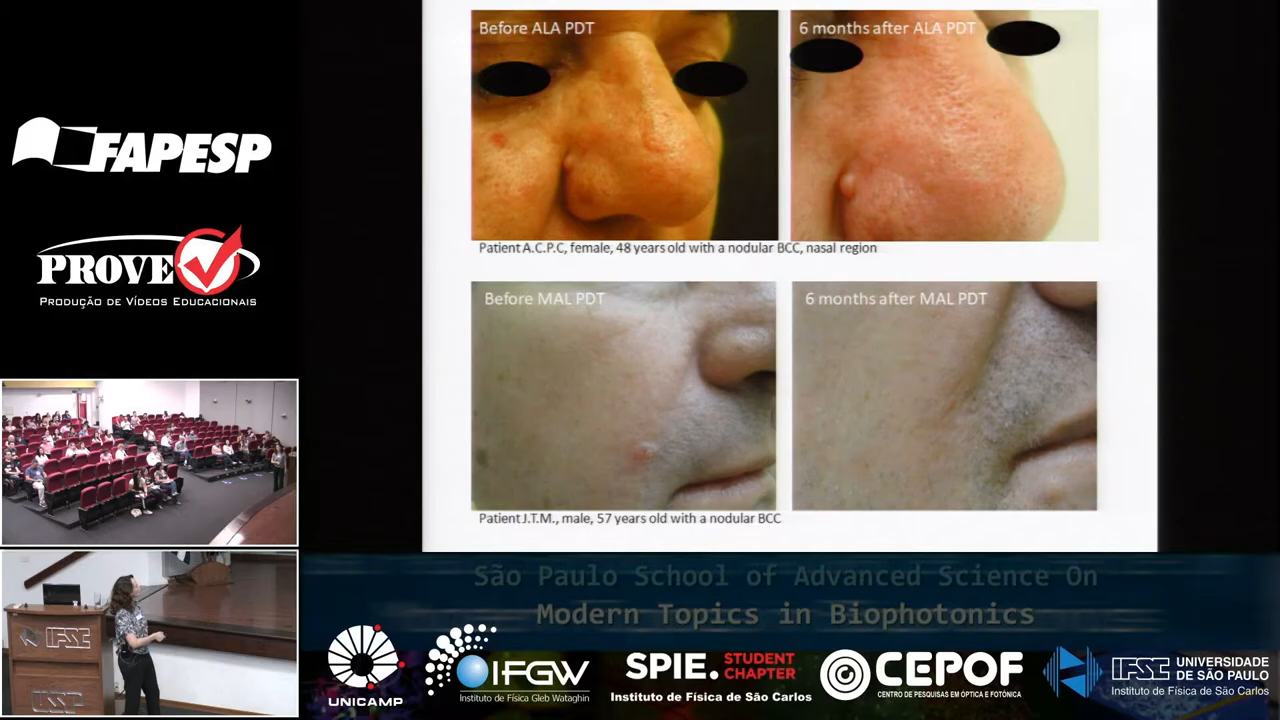 Before ALA PDT
6 months after ALA PDT
Patient A.C.P.C, female, 48 years old with a nodular BCC, nasal region
Before MAL PDT
6 months after MAL PDT
Patient J.T.M., male, 57 years old with a nodular BCC
FAPESP
PROVE
PRODUÇÃO DE VÍDEOS EDUCACIONAIS
IFSC
São Paulo School of Advanced Science On
Modern Topics in Biophotonics
UNICAMP
IFGW
Instituto de Física Gleb Wataghin
SPIE. STUDENT
CHAPTER
Instituto de Física de São Carlos
CEPOF
CENTRO DE PESQUISAS EM ÓPTICA E FOTÔNICA
IFSC UNIVERSIDADE
DE SÃO PAULO
Instituto de Física de São Carlos